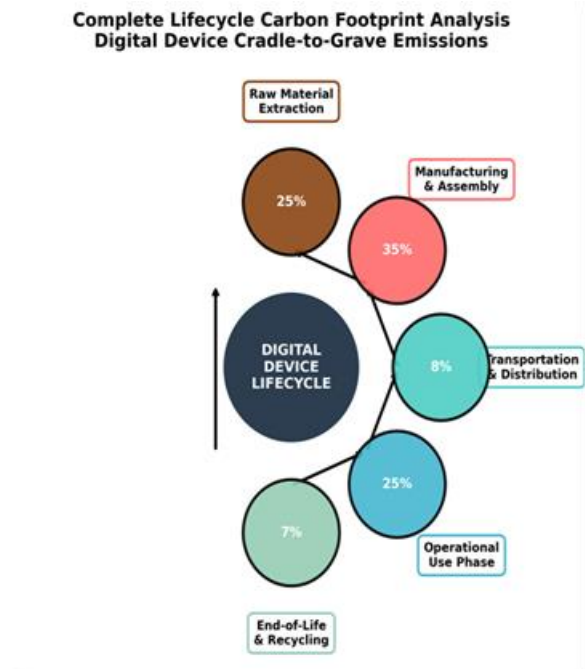 Complete Lifecycle Carbon Footprint Analysis
Digital Device Cradle-to-Grave Emissions
Raw Material
Extraction
25%
Manufacturing
& Assembly
35%
DIGITAL
DEVICE
LIFECYCLE
8%
Transportation
& Distribution
25%
Operational
Use Phase
7%
End-of-Life
& Recycling